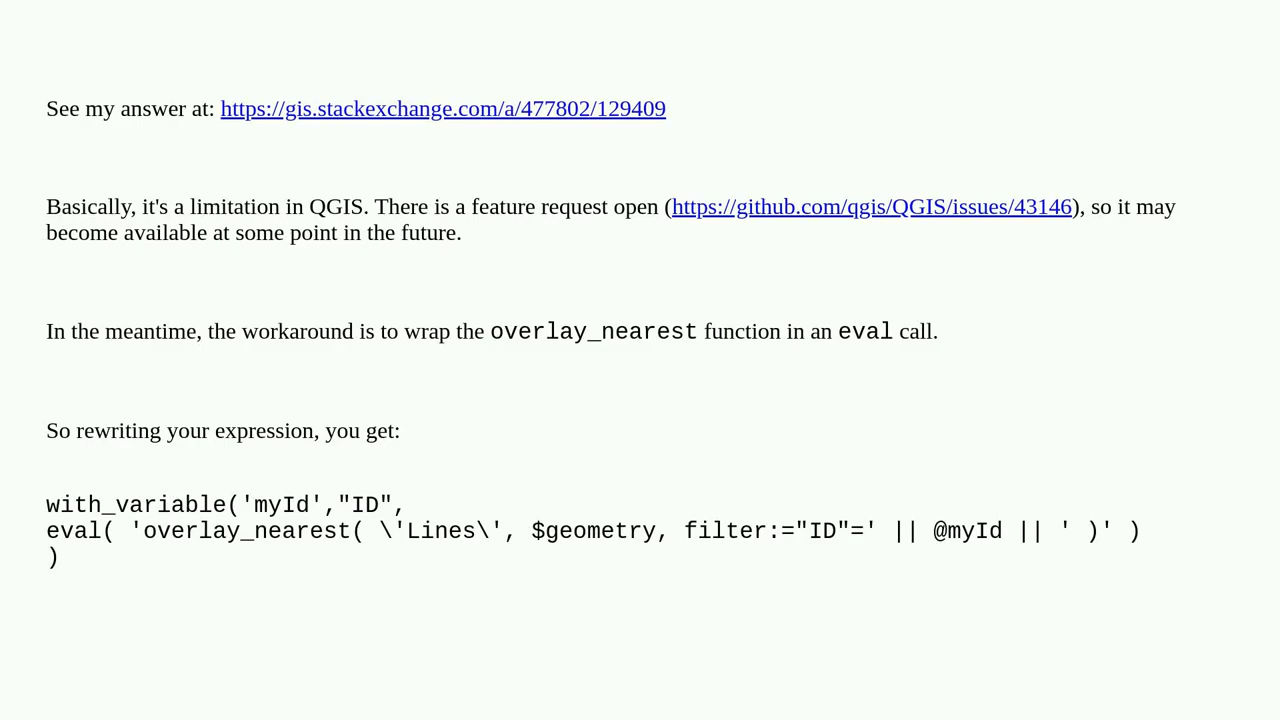 See my answer at: https://gis.stackexchange.com/a/477802/129409
Basically, it's a limitation in QGIS. There is a feature request open (https://github.com/qgis/QGIS/issues/43146), so it may
become available at some point in the future.
In the meantime, the workaround is to wrap the overlay_nearest function in an eval call.
So rewriting your expression, you get:
with_variable('myId',"ID",
eval( 'overlay_nearest( \'Lines\', $geometry, filter:="ID"=' || @myId || ' )' )
)